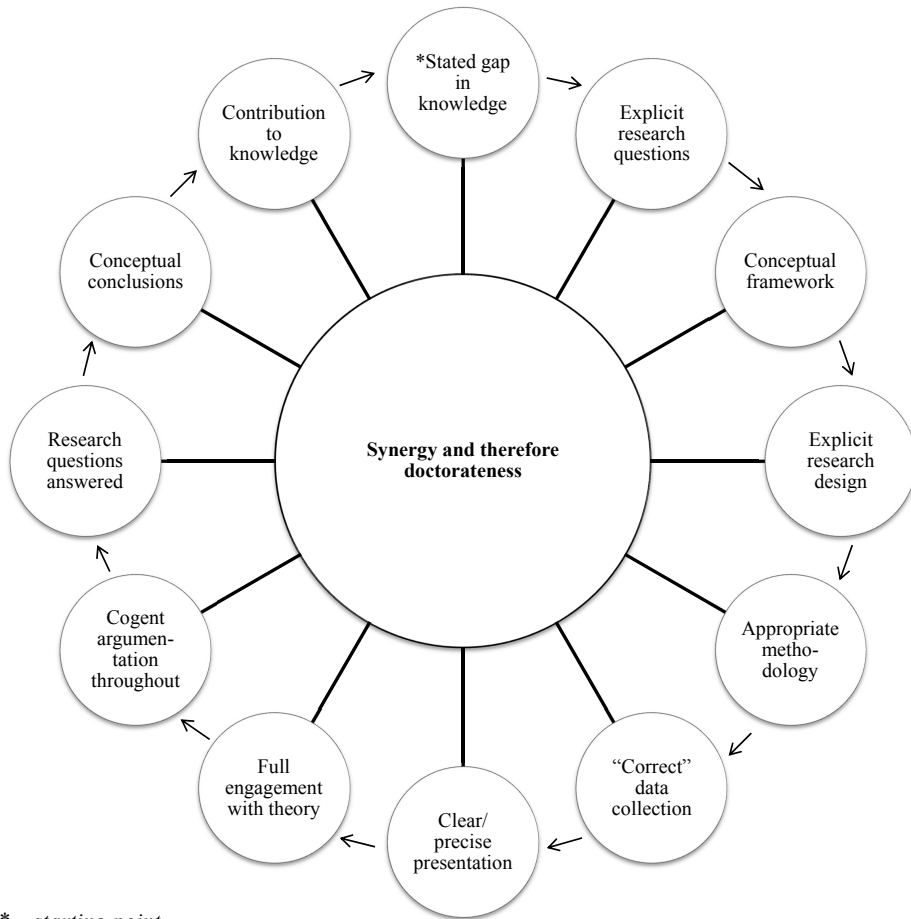 *Stated gap
in
knowledge
Explicit
research
questions
Conceptual
framework
Explicit
research
design
Appropriate
metho-
dology
“Correct”
data
collection
Clear/
precise
presentation
Full
engagement
with theory
Cogent
argumen-
tation
throughout
Research
questions
answered
Conceptual
conclusions
Contribution
to
knowledge
Synergy and therefore
doctorateness
* starting point